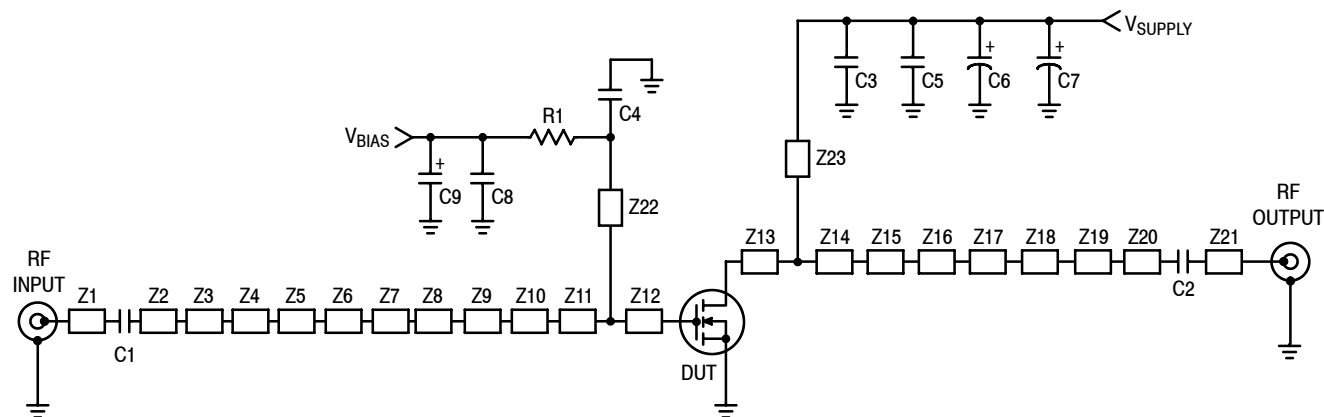 VSUPPLY
C3
C5
+
C6
+
C7
C4
R1
VBIAS
+
C9
C8
Z22
Z23
RF
INPUT
Z1
C1
Z2
Z3
Z4
Z5
Z6
Z7
Z8
Z9
Z10
Z11
Z12
DUT
Z13
Z14
Z15
Z16
Z17
Z18
Z19
Z20
C2
Z21
RF
OUTPUT